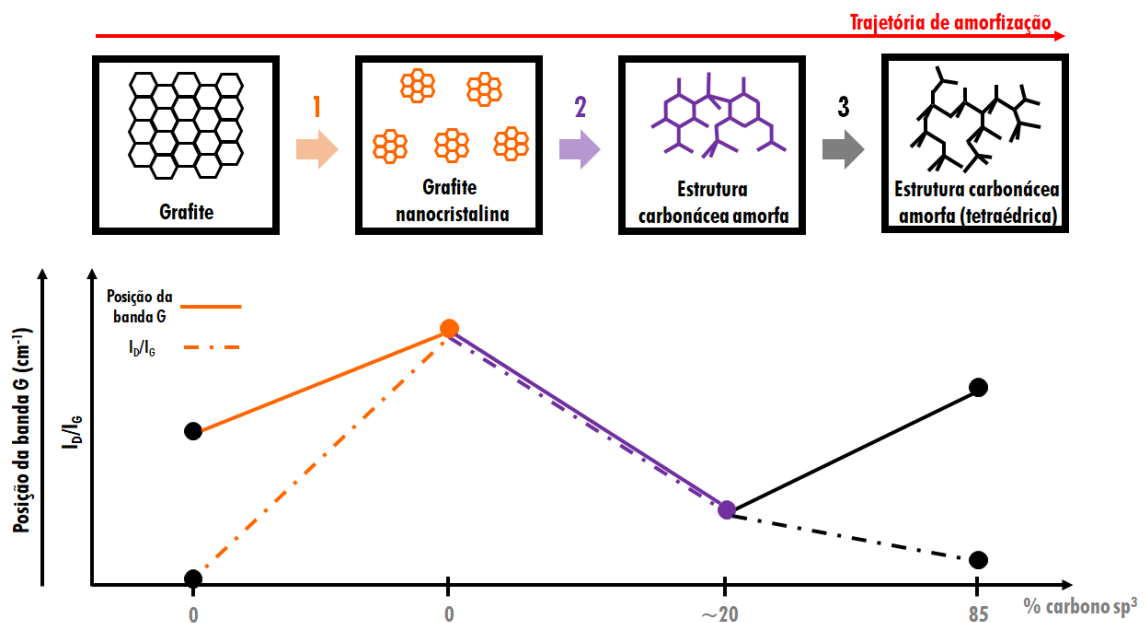 Trajetória de amorfização
1
2
3
Grafite
Grafite
nanocristalina
Estrutura
carbonácea amorfa
Estrutura carbonácea
amorfa (tetraédrica)
Posição da banda G (cm⁻¹)
I_D/I_G
Posição da
banda G
I_D/I_G
0
0
~20
85
% carbono sp³